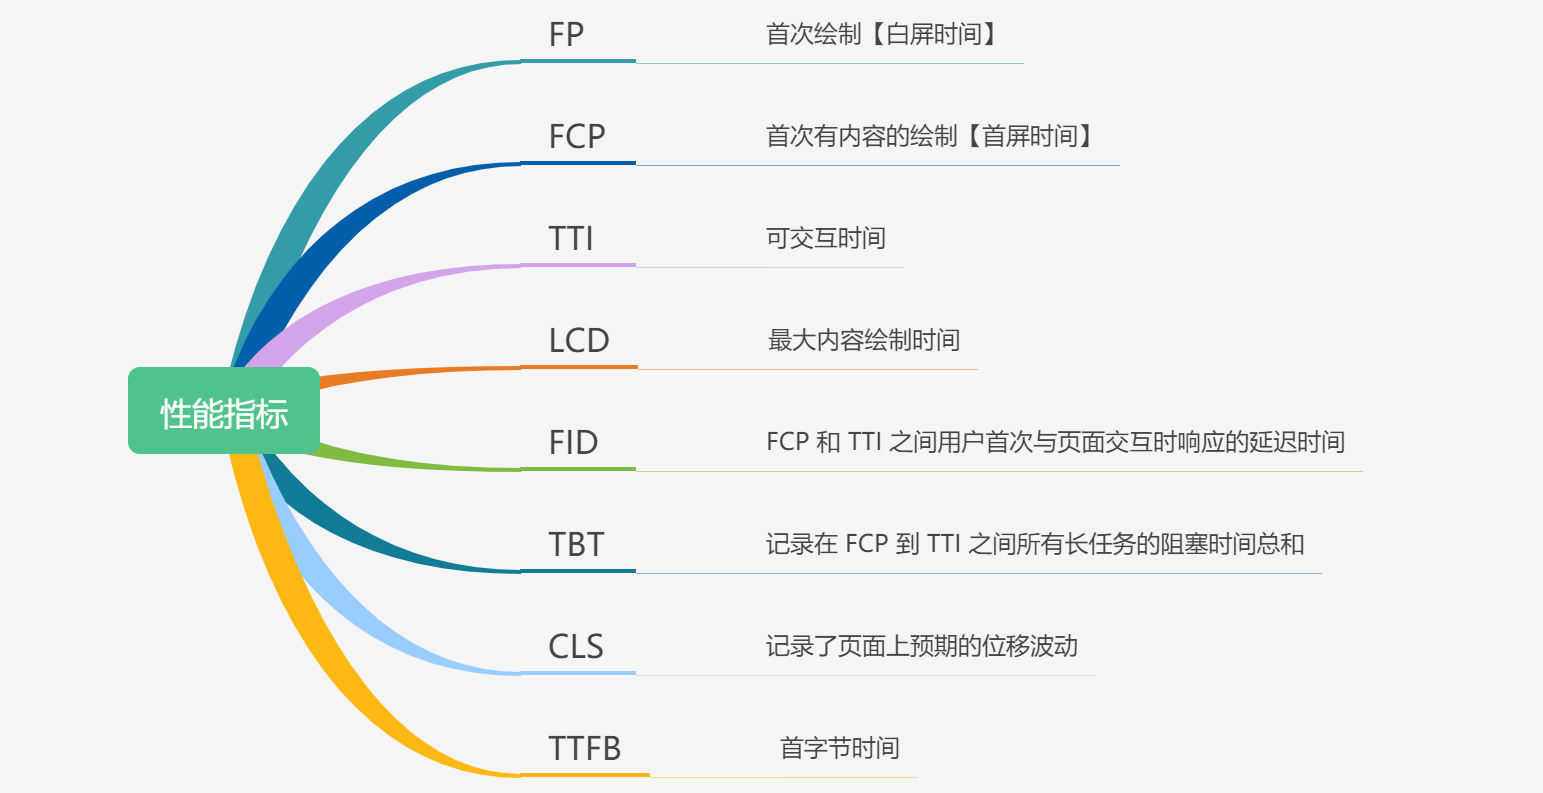 性能指标
FP 首次绘制【白屏时间】
FCP 首次有内容的绘制【首屏时间】
TTI 可交互时间
LCD 最大内容绘制时间
FID FCP 和 TTI 之间用户首次与页面交互时响应的延迟时间
TBT 记录在 FCP 到 TTI 之间所有长任务的阻塞时间总和
CLS 记录了页面上预期的位移波动
TTFB 首字节时间